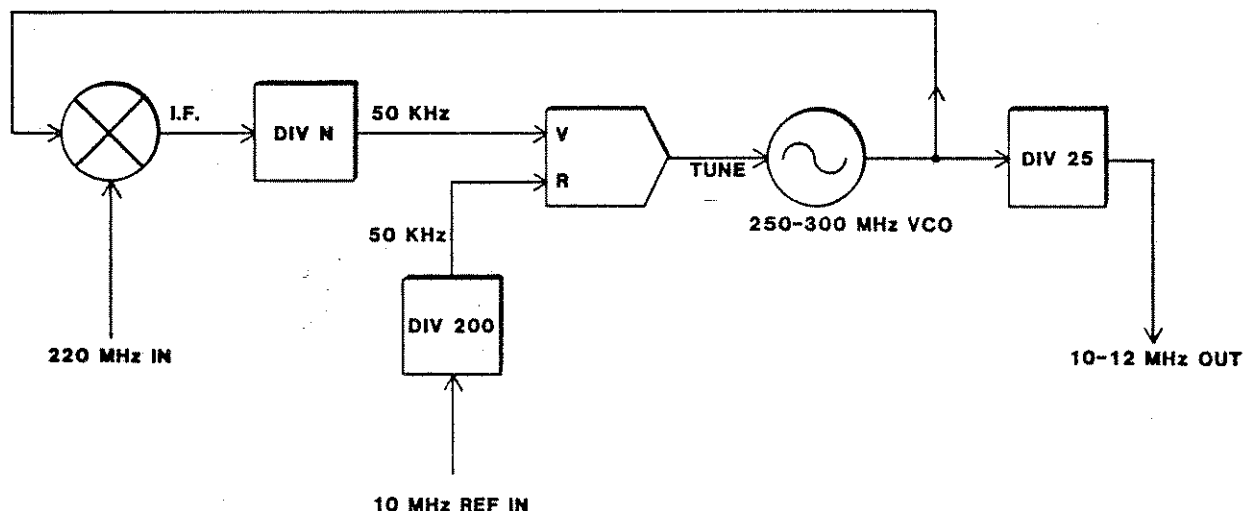 I.F.
DIV N
50 KHz
V
R
TUNE
DIV 25
250-300 MHz VCO
50 KHz
DIV 200
220 MHz IN
10-12 MHz OUT
10 MHz REF IN